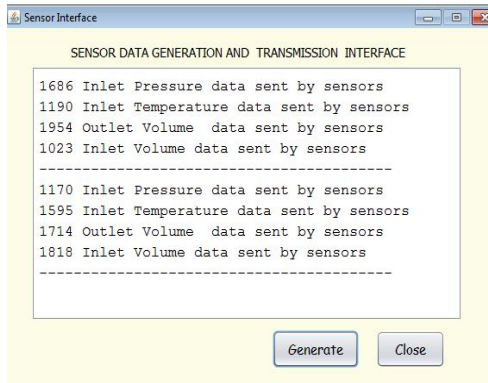 Sensor Interface
SENSOR DATA GENERATION AND TRANSMISSION INTERFACE
1686 Inlet Pressure data sent by sensors
1190 Inlet Temperature data sent by sensors
1954 Outlet Volume  data sent by sensors
1023 Inlet Volume data sent by sensors
-----------------------------------------
1170 Inlet Pressure data sent by sensors
1595 Inlet Temperature data sent by sensors
1714 Outlet Volume  data sent by sensors
1818 Inlet Volume data sent by sensors
-----------------------------------------
Generate Close